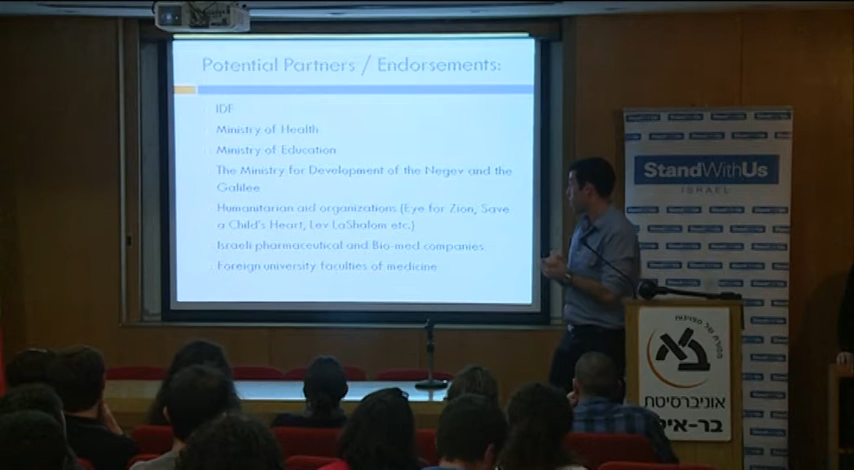 Potential Partners / Endorsements:
IDF
Ministry of Health
Ministry of Education
The Ministry for Development of the Negev and the
Galilee
Humanitarian aid organizations (Eye for Zion, Save
a Child's Heart, Lev LaShalom etc.)
Israeli pharmaceutical and Bio-med companies
Foreign university faculties of medicine
StandWithUs
ISRAEL
אוניברסיטת
בר-אילן